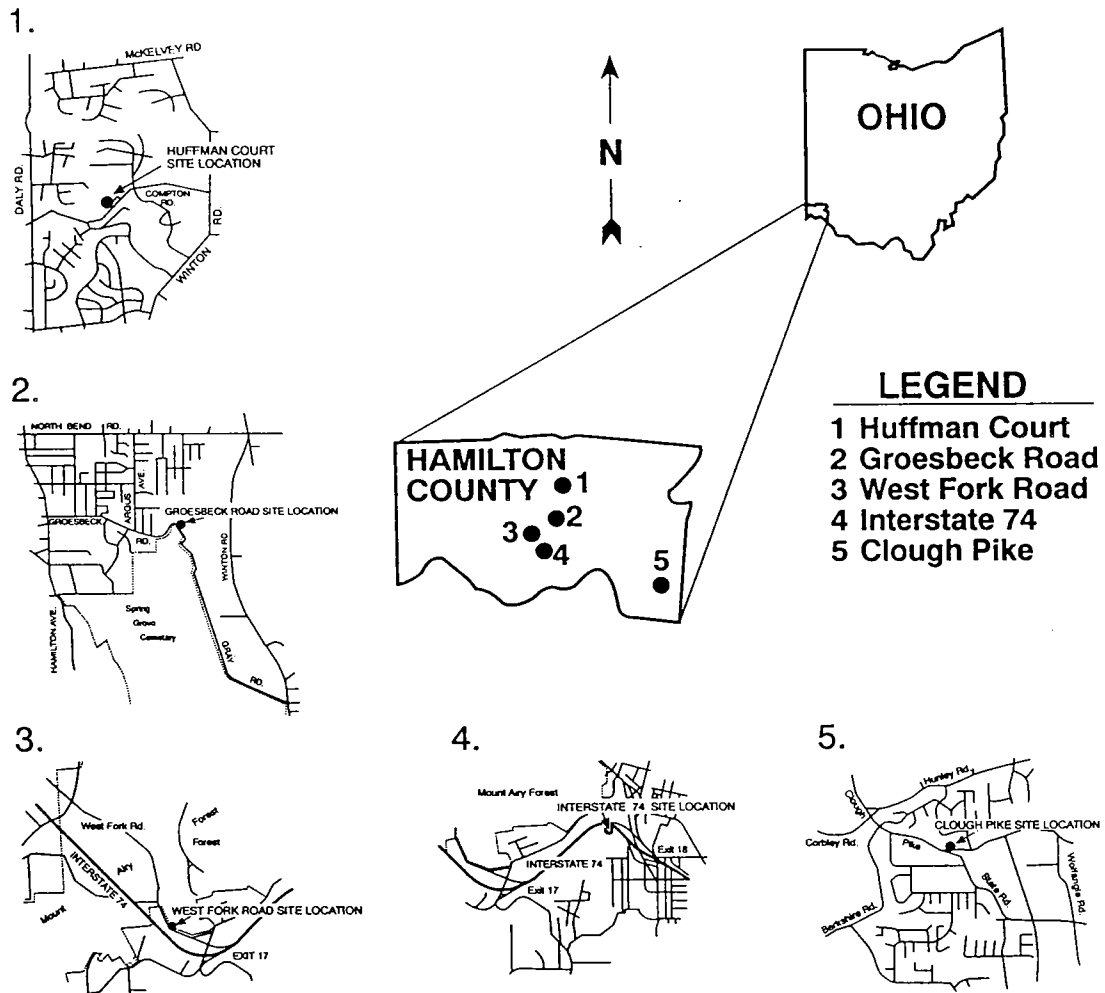 1.
McKELVEY RD
HUFFMAN COURT
SITE LOCATION
DALY RD.
COMPTON
RD.
WINTON
RD.
N
OHIO
2.
NORTH BEND RD.
AVE.
ARGUS
GROESBECK ROAD SITE LOCATION
GROESBECK
RD.
WINTON RD
Spring
Grove
Cemetery
HAMILTON AVE.
GRAY
RD.
HAMILTON
COUNTY
1
2
3
4
5
LEGEND
1 Huffman Court
2 Groesbeck Road
3 West Fork Road
4 Interstate 74
5 Clough Pike
3.
West Fork Rd.
Forest
Forest
INTERSTATE 74
Airy
Mount
WEST FORK ROAD SITE LOCATION
EXIT 17
4.
Mount Airy Forest
INTERSTATE 74 SITE LOCATION
INTERSTATE 74
Exit 18
Exit 17
5.
Hunley Rd.
Clough
CLOUGH PIKE SITE LOCATION
Corbley Rd.
Pike
State Rd.
Wolfangle Rd.
Berkshire Rd.